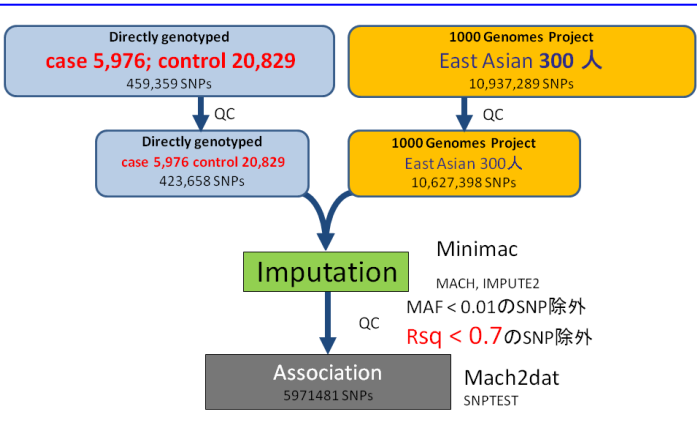 Directly genotyped
case 5,976; control 20,829
459,359 SNPs
1000 Genomes Project
East Asian 300 人
10,937,289 SNPs
QC
QC
Directly genotyped
case 5,976 control 20,829
423,658 SNPs
1000 Genomes Project
East Asian 300人
10,627,398 SNPs
Imputation
Minimac
MACH, IMPUTE2
QC
MAF < 0.01のSNP除外
Rsq < 0.7のSNP除外
Association
5971481 SNPs
Mach2dat
SNPTEST